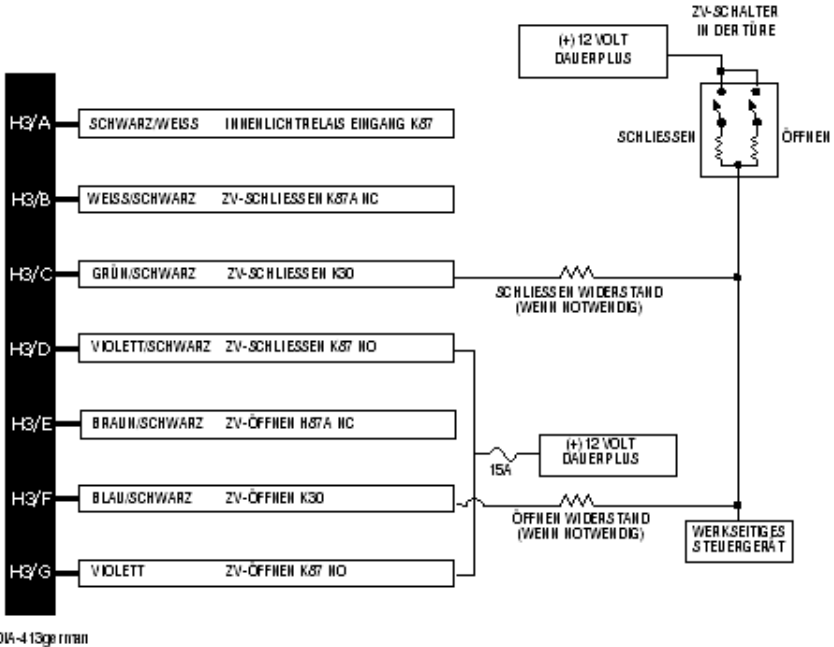 ZV-SCHALTER
IN DER TÜRE
(+) 12 VOLT
DAUERPLUS
SCHLIESSEN
ÖFFNEN
H3/A SCHWARZ/WEISS INNENLICHTRELAIS EINGANG K87
H3/B WEISS/SCHWARZ ZV-SCHLIESSEN K87A NC
H3/C GRÜN/SCHWARZ ZV-SCHLIESSEN K30
SCHLIESSEN WIDERSTAND
(WENN NOTWENDIG)
H3/D VIOLETT/SCHWARZ ZV-SCHLIESSEN K87 NO
H3/E BRAUN/SCHWARZ ZV-ÖFFNEN H87A NC
15A
(+) 12 VOLT
DAUERPLUS
H3/F BLAU/SCHWARZ ZV-ÖFFNEN K30
ÖFFNEN WIDERSTAND
(WENN NOTWENDIG)
WERKSEITIGES
STEUERGERÄT
H3/G VIOLETT ZV-ÖFFNEN K87 NO
DIA-413german